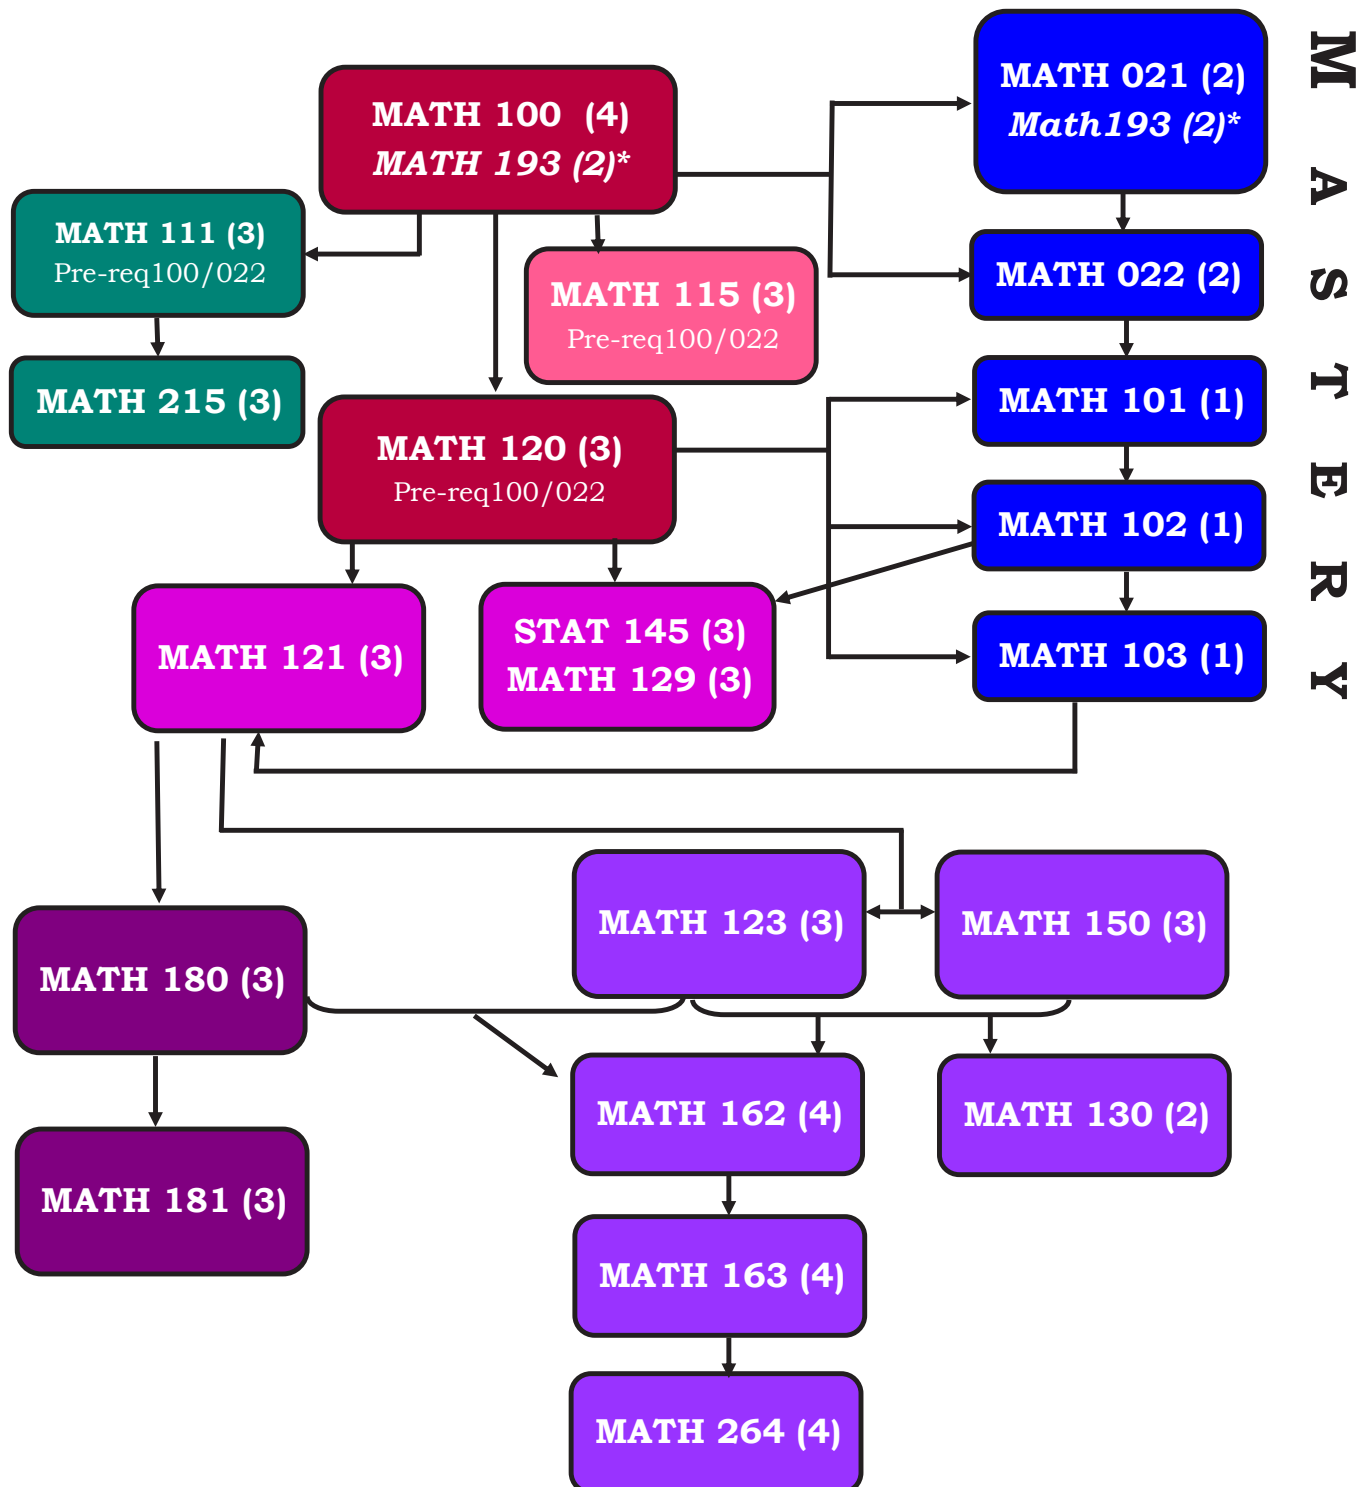 MATH 100 (4)
MATH 193 (2)*
MATH 021 (2)
Math193 (2)*
MATH 111 (3)
Pre-req100/022
MATH 115 (3)
Pre-req100/022
MATH 022 (2)
MATH 215 (3)
MATH 120 (3)
Pre-req100/022
MATH 101 (1)
MATH 102 (1)
MATH 121 (3)
STAT 145 (3)
MATH 129 (3)
MATH 103 (1)
MASTERY
MATH 123 (3)
MATH 150 (3)
MATH 180 (3)
MATH 162 (4)
MATH 130 (2)
MATH 181 (3)
MATH 163 (4)
MATH 264 (4)